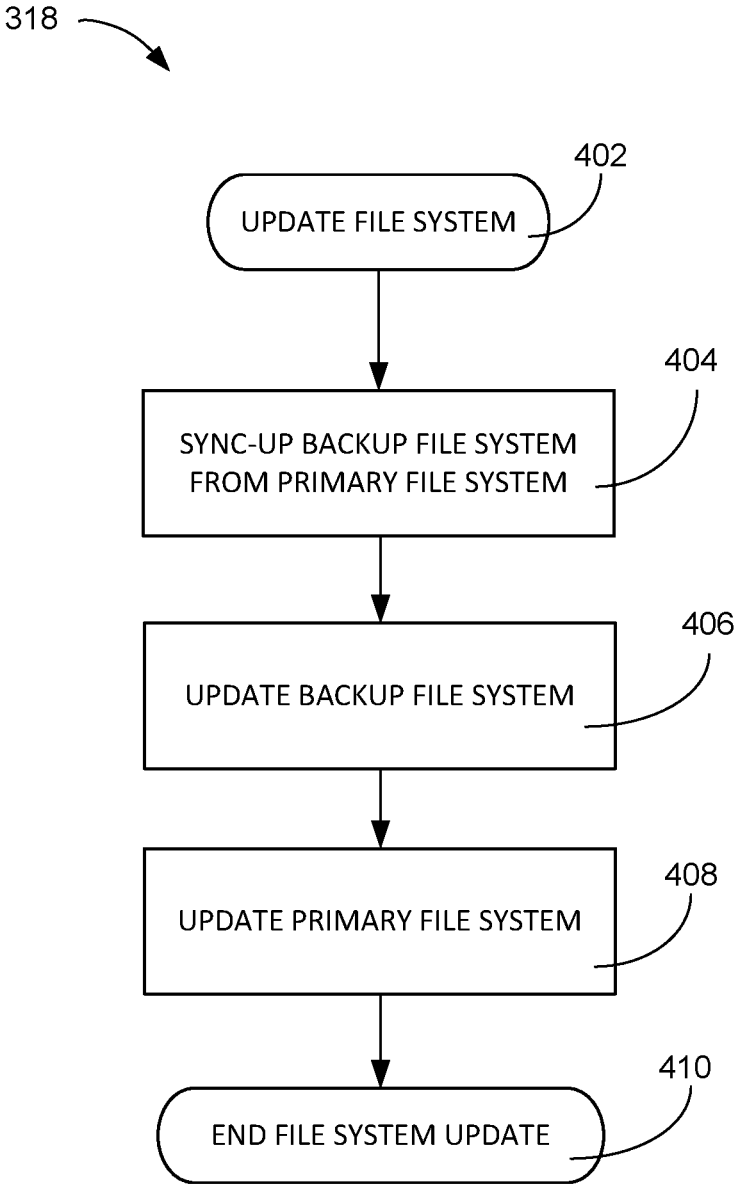 318
402
UPDATE FILE SYSTEM
404
SYNC-UP BACKUP FILE SYSTEM
FROM PRIMARY FILE SYSTEM
406
UPDATE BACKUP FILE SYSTEM
408
UPDATE PRIMARY FILE SYSTEM
410
END FILE SYSTEM UPDATE